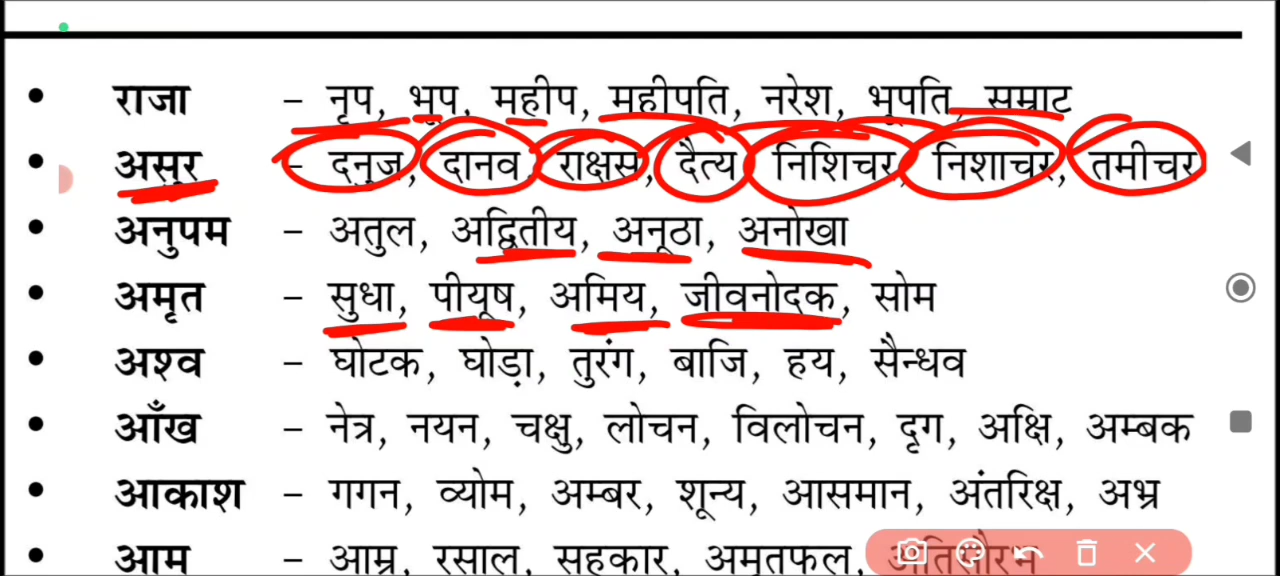 • राजा – नृप, भूप, महीप, महीपति, नरेश, भूपति, सम्राट
• असुर – दनुज, दानव, राक्षस, दैत्य, निशिचर, निशाचर, तमीचर
• अनुपम – अतुल, अद्वितीय, अनूठा, अनोखा
• अमृत – सुधा, पीयूष, अमिय, जीवनोदक, सोम
• अश्व – घोटक, घोड़ा, तुरंग, बाजि, हय, सैन्धव
• आँख – नेत्र, नयन, चक्षु, लोचन, विलोचन, दृग, अक्षि, अम्बक
• आकाश – गगन, व्योम, अम्बर, शून्य, आसमान, अंतरिक्ष, अभ्र
• आम – आम्र, रसाल, सहकार, अमृतफल, अतिसौरभ